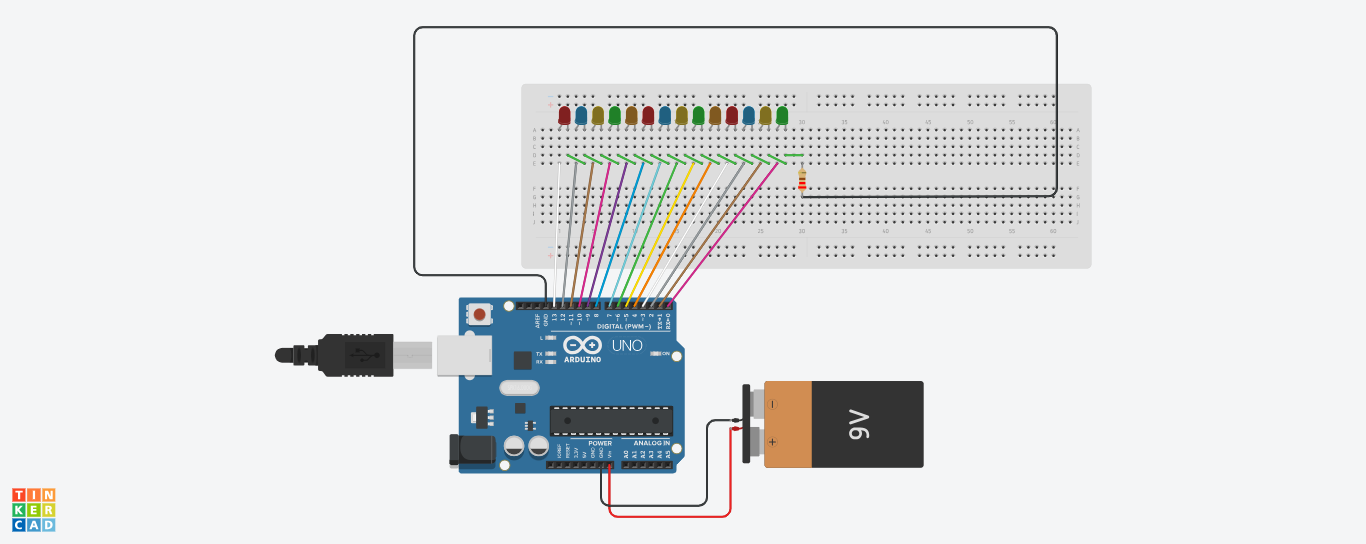 30 35 40 45 50 55 60
A
B
C
D
E
F
G
H
I
J
25 30 35 40 45 50 55 60
AREF
GND
13
12
~11
~10
~9
8
7
~6
~5
4
~3
2
TX→1
RX←0
DIGITAL (PWM~)
L
TX
RX
ARDUINO
UNO
ON
IOREF
RESET
3.3V
5V
GND
GND
Vin
POWER
ANALOG IN
A0
A1
A2
A3
A4
A5
9V
TIN
KER
CAD